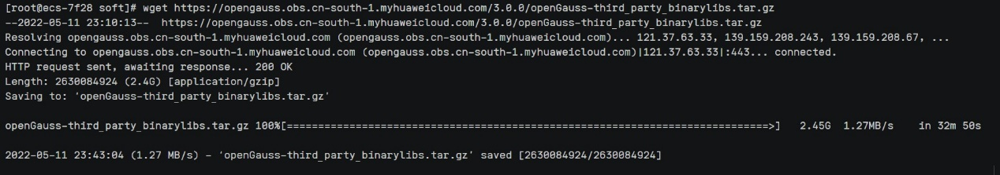 [root@ecs-7f28 soft]# wget https://opengauss.obs.cn-south-1.myhuaweicloud.com/3.0.0/openGauss-third_party_binarylibs.tar.gz
--2022-05-11 23:10:13--  https://opengauss.obs.cn-south-1.myhuaweicloud.com/3.0.0/openGauss-third_party_binarylibs.tar.gz
Resolving opengauss.obs.cn-south-1.myhuaweicloud.com (opengauss.obs.cn-south-1.myhuaweicloud.com)... 121.37.63.33, 139.159.208.243, 139.159.208.67, ...
Connecting to opengauss.obs.cn-south-1.myhuaweicloud.com (opengauss.obs.cn-south-1.myhuaweicloud.com)|121.37.63.33|:443... connected.
HTTP request sent, awaiting response... 200 OK
Length: 2630084924 (2.4G) [application/gzip]
Saving to: 'openGauss-third_party_binarylibs.tar.gz'
openGauss-third_party_binarylibs.tar.gz 100%[=============================================================================>]   2.45G  1.27MB/s    in 32m 50s
2022-05-11 23:43:04 (1.27 MB/s) - 'openGauss-third_party_binarylibs.tar.gz' saved [2630084924/2630084924]